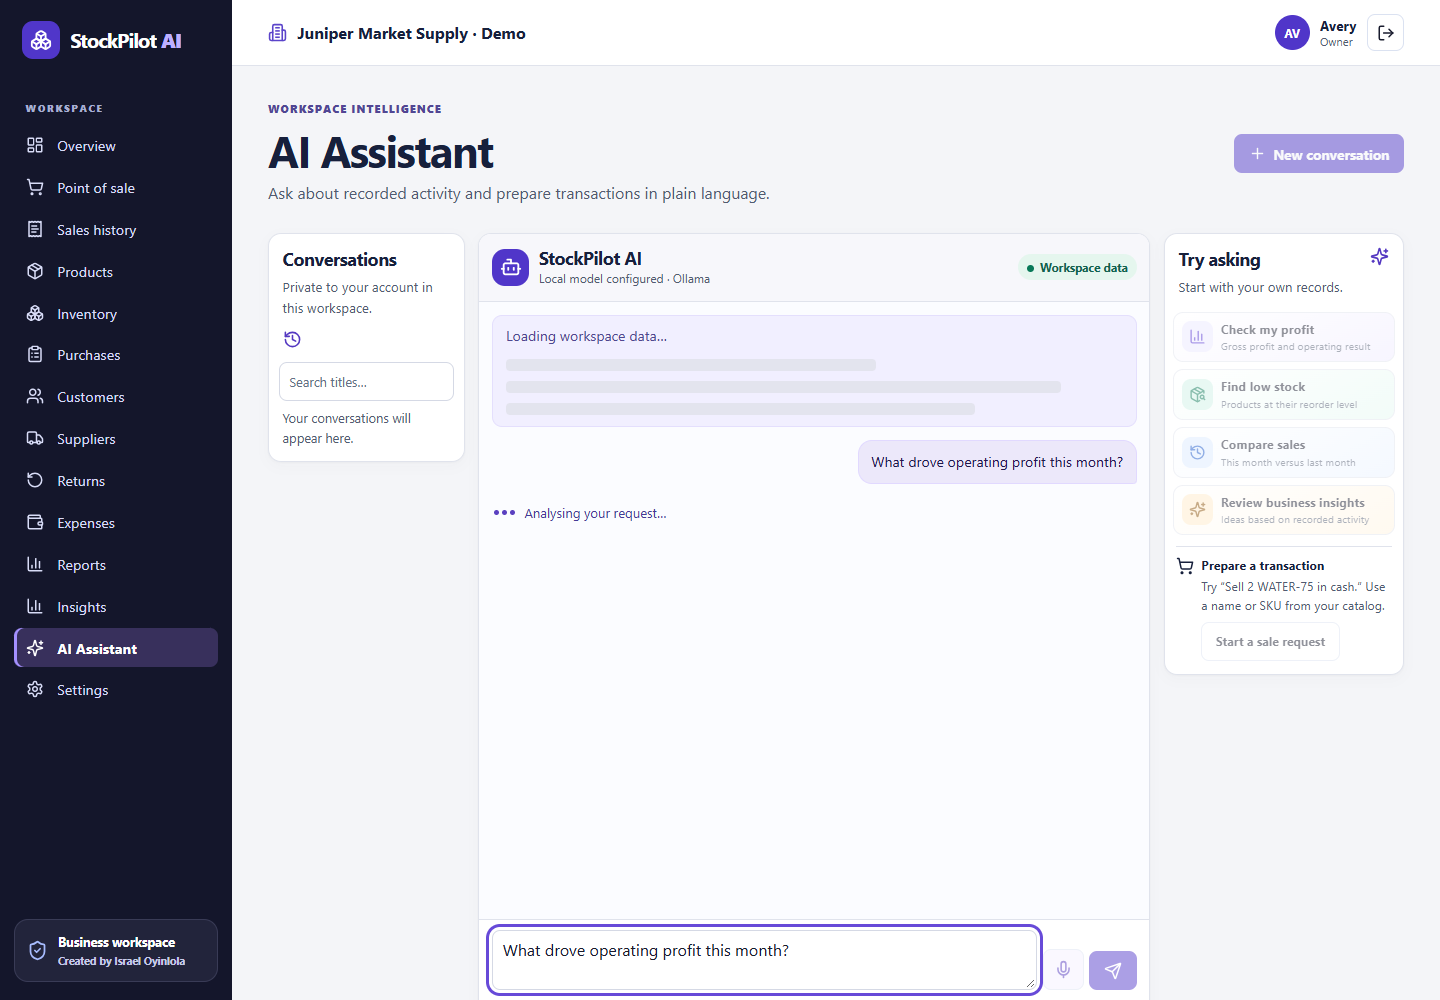 StockPilot AI
WORKSPACE
Overview
Point of sale
Sales history
Products
Inventory
Purchases
Customers
Suppliers
Returns
Expenses
Reports
Insights
AI Assistant
Settings
Business workspace
Created by Israel Oyinlola
Juniper Market Supply · Demo
AV
Avery
Owner
WORKSPACE INTELLIGENCE
AI Assistant
Ask about recorded activity and prepare transactions in plain language.
New conversation
Conversations
Private to your account in
this workspace.
Search titles...
Your conversations will
appear here.
StockPilot AI
Local model configured · Ollama
Workspace data
Loading workspace data...
What drove operating profit this month?
Analysing your request...
What drove operating profit this month?
Try asking
Start with your own records.
Check my profit
Gross profit and operating result
Find low stock
Products at their reorder level
Compare sales
This month versus last month
Review business insights
Ideas based on recorded activity
Prepare a transaction
Try “Sell 2 WATER-75 in cash.” Use
a name or SKU from your catalog.
Start a sale request